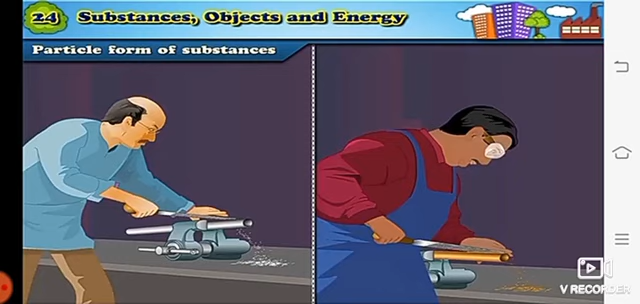 24 Substances, Objects and Energy
Particle form of substances
V RECORDER